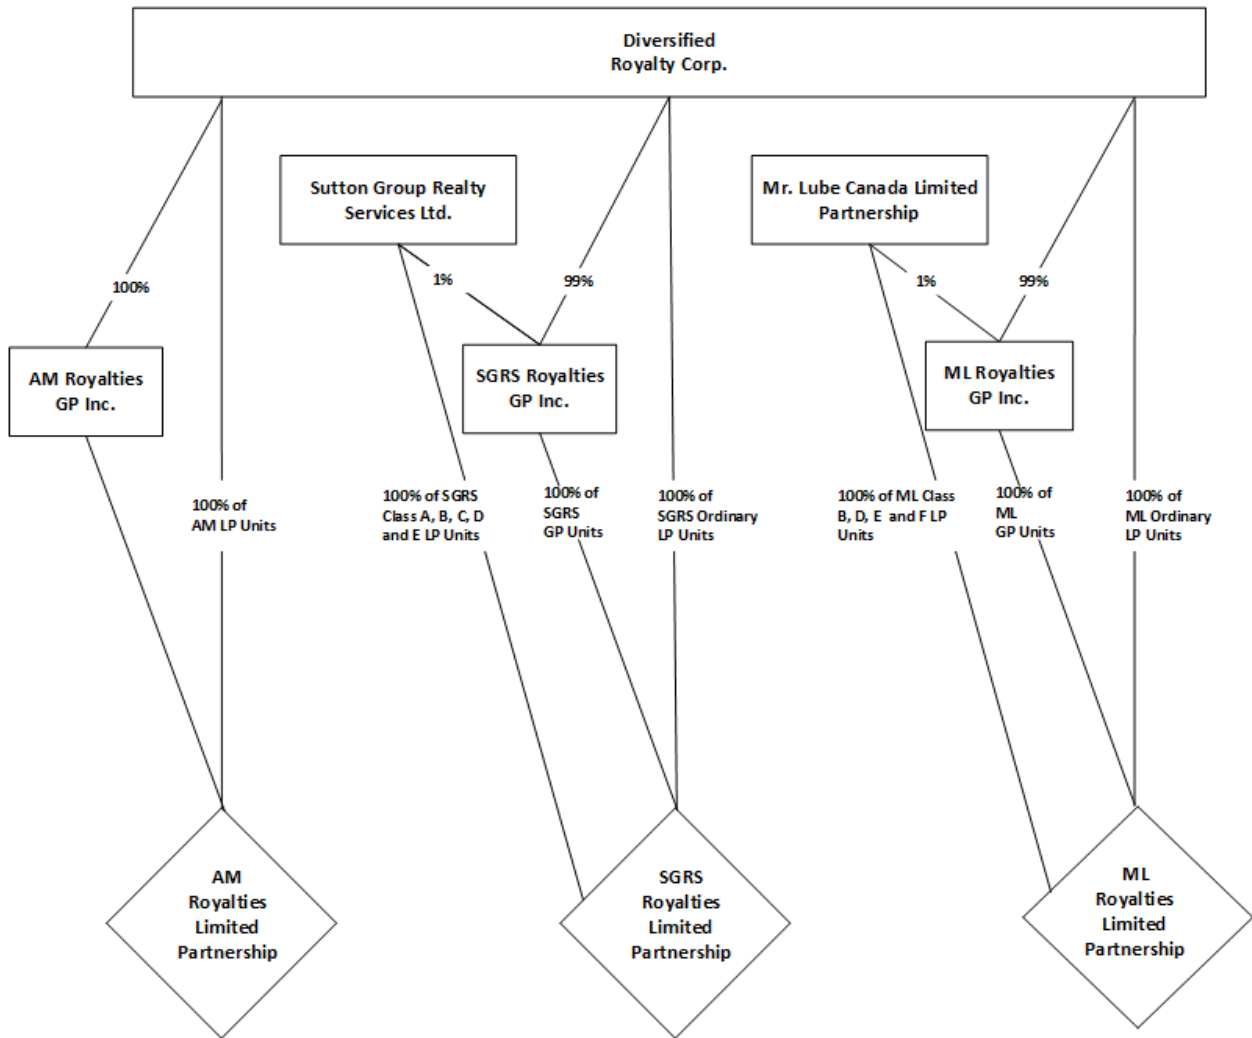 Diversified
Royalty Corp.
Sutton Group Realty
Services Ltd.
Mr. Lube Canada Limited
Partnership
100%
1%
99%
1%
99%
AM Royalties
GP Inc.
SGRS Royalties
GP Inc.
ML Royalties
GP Inc.
100% of
AM LP Units
100% of SGRS
Class A, B, C, D
and E LP Units
100% of
SGRS
GP Units
100% of
SGRS Ordinary
LP Units
100% of ML Class
B, D, E and F LP
Units
100% of
ML
GP Units
100% of
ML Ordinary
LP Units
AM
Royalties
Limited
Partnership
SGRS
Royalties
Limited
Partnership
ML
Royalties
Limited
Partnership